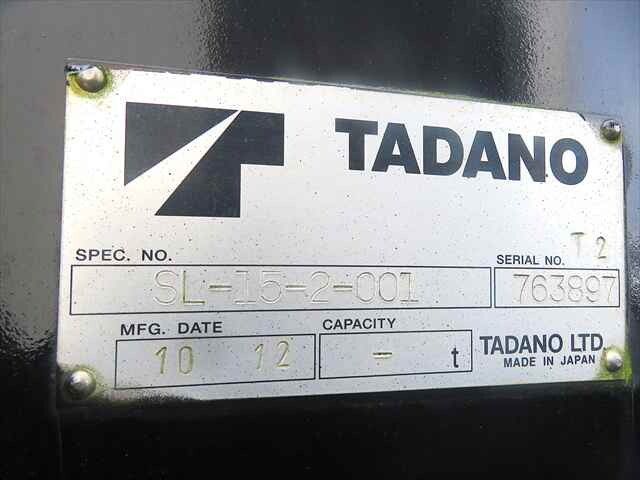 TADANO
T2
SPEC. NO.
SERIAL NO.
SL-15-2-001
763897
MFG. DATE
CAPACITY
10 12
- t
TADANO LTD.
MADE IN JAPAN